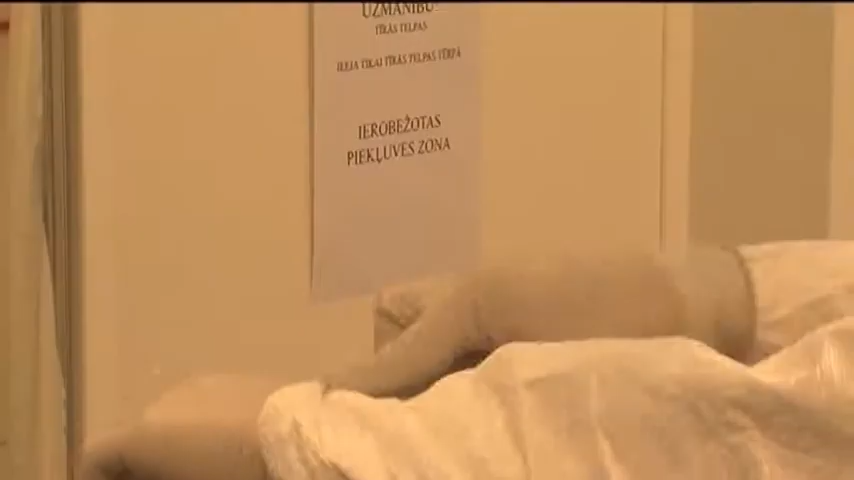 UZMANĪBU
TĪRĀS TELPAS
IEEJA TIKAI TĪRĀS TELPAS TĒRPĀ
IEROBEŽOTAS
PIEKĻUVES ZONA